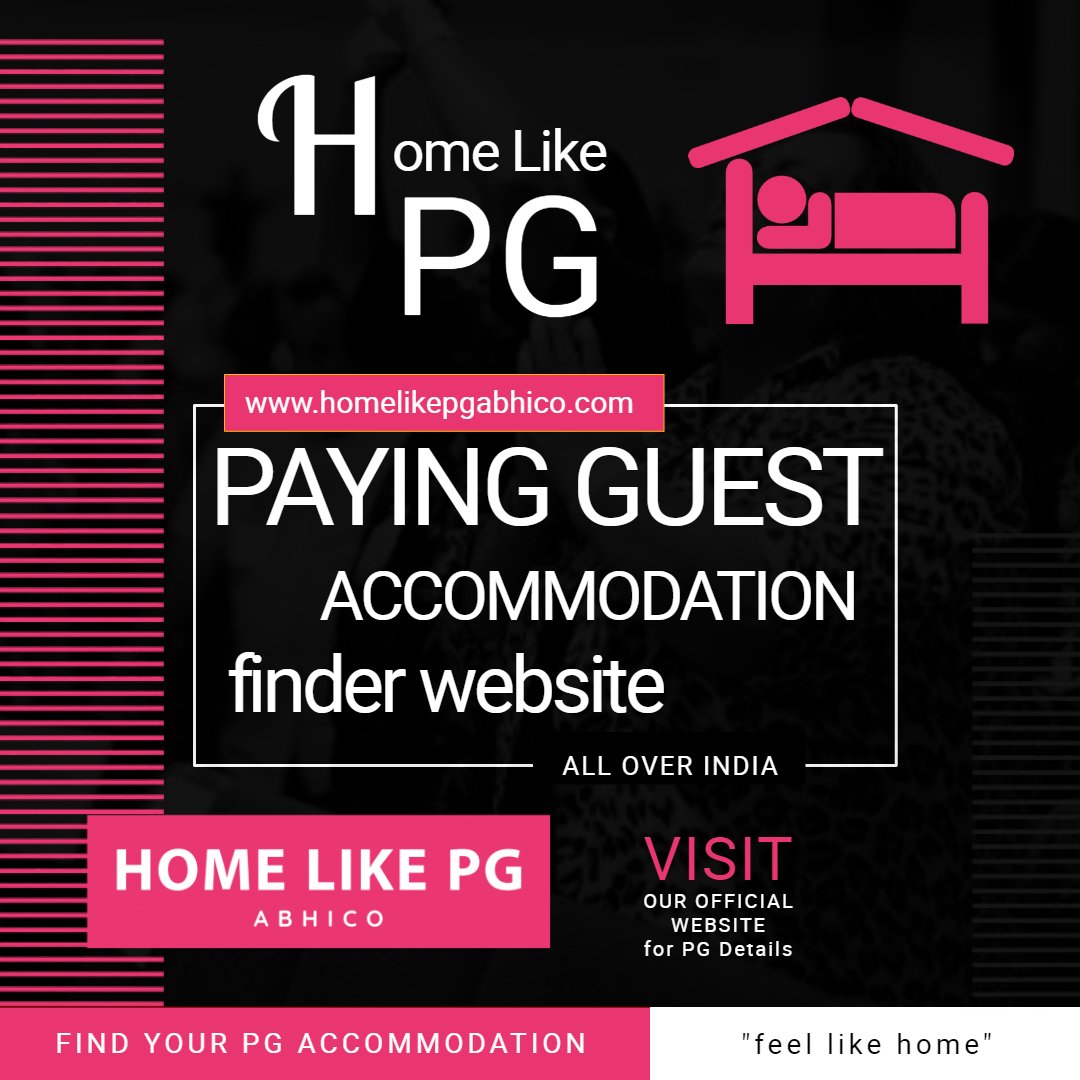 Home Like
PG
www.homelikepgabhico.com
PAYING GUEST
ACCOMMODATION
finder website
ALL OVER INDIA
HOME LIKE PG
ABHICO
VISIT
OUR OFFICIAL
WEBSITE
for PG Details
FIND YOUR PG ACCOMMODATION
"feel like home"